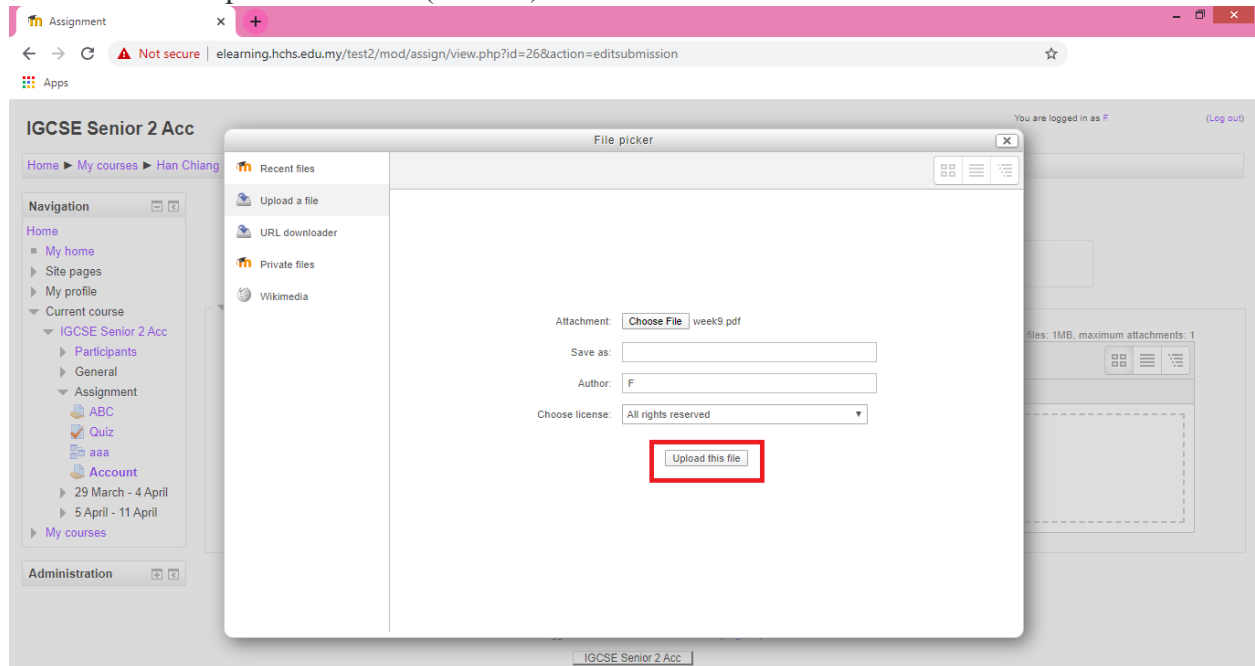 Assignment
Not secure | elearning.hchs.edu.my/test2/mod/assign/view.php?id=26&action=editsubmission
Apps
IGCSE Senior 2 Acc
You are logged in as F. (Log out)
Home ► My courses ► Han Chiang
Navigation
Home
My home
Site pages
My profile
Current course
IGCSE Senior 2 Acc
Participants
General
Assignment
ABC
Quiz
aaa
Account
29 March - 4 April
5 April - 11 April
My courses
Administration
File picker
Recent files
Upload a file
URL downloader
Private files
Wikimedia
Attachment: Choose File week9.pdf
Save as:
Author: F
Choose license: All rights reserved
Upload this file
files: 1MB, maximum attachments: 1
IGCSE Senior 2 Acc